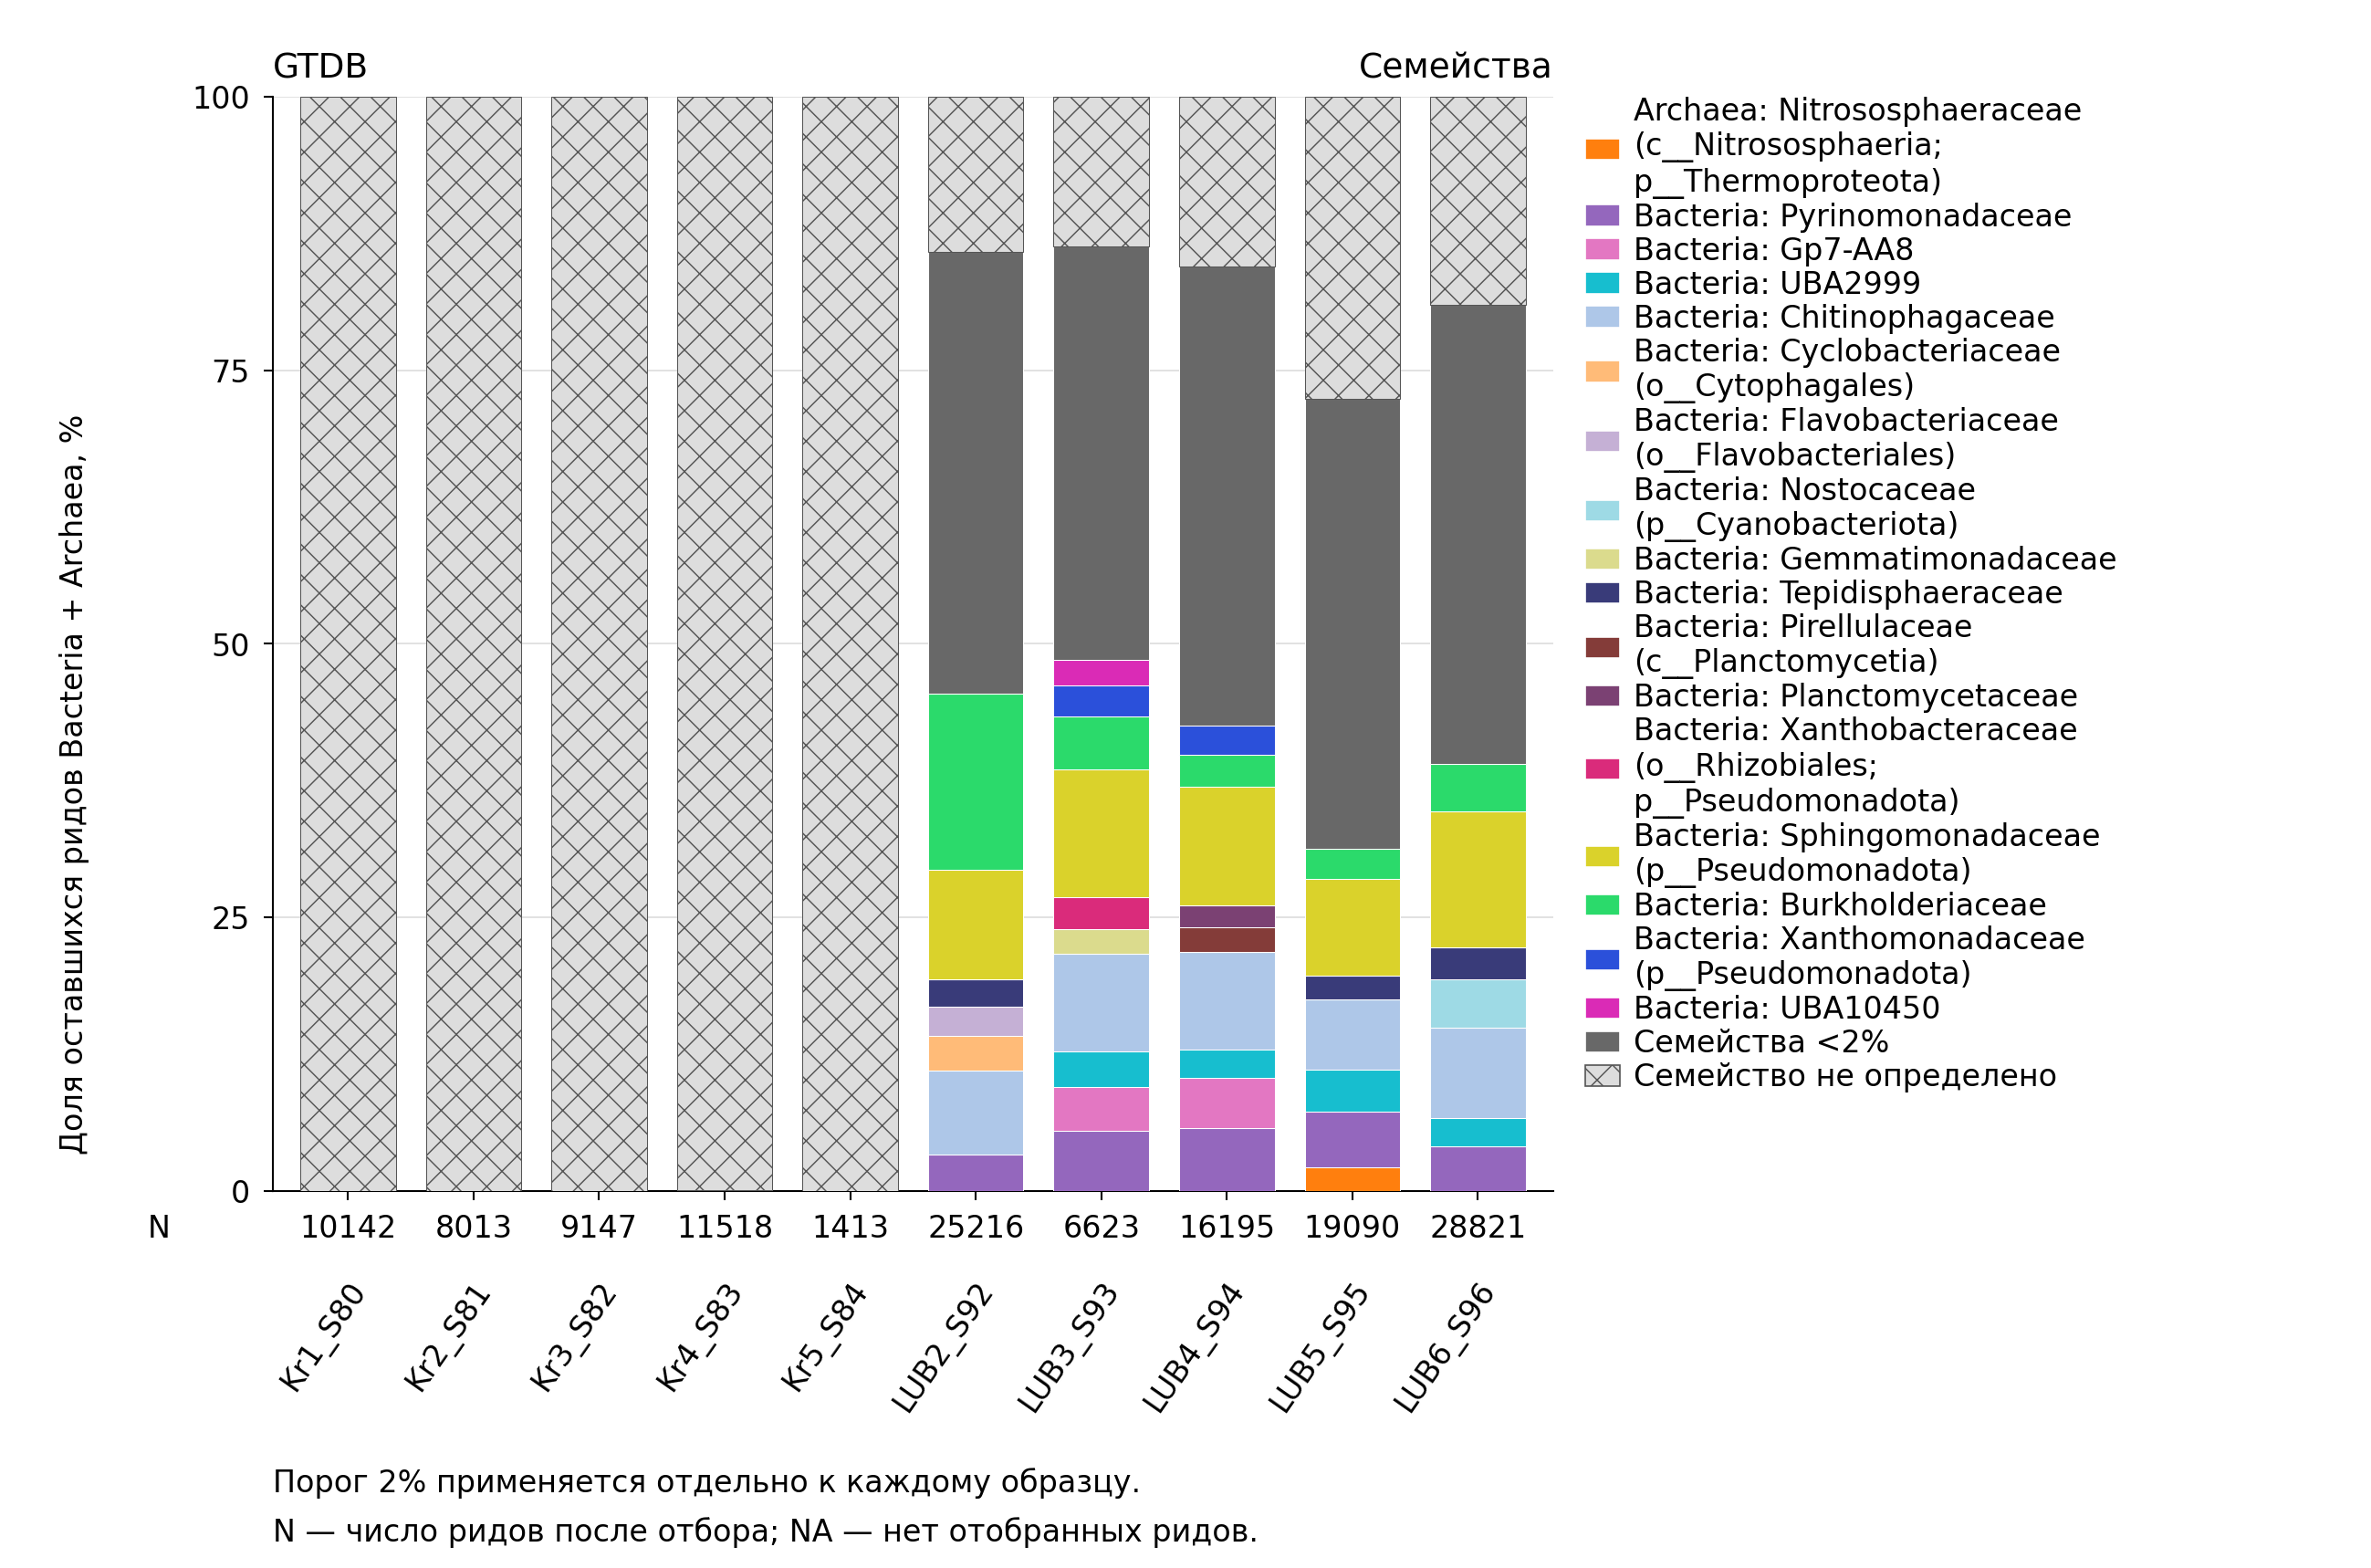 GTDB
Семейства
100
75
50
25
0
Доля оставшихся ридов Bacteria + Archaea, %
N
10142
8013
9147
11518
1413
25216
6623
16195
19090
28821
Kr1_S80
Kr2_S81
Kr3_S82
Kr4_S83
Kr5_S84
LUB2_S92
LUB3_S93
LUB4_S94
LUB5_S95
LUB6_S96
Archaea: Nitrososphaeraceae
(c__Nitrososphaeria;
p__Thermoproteota)
Bacteria: Pyrinomonadaceae
Bacteria: Gp7-AA8
Bacteria: UBA2999
Bacteria: Chitinophagaceae
Bacteria: Cyclobacteriaceae
(o__Cytophagales)
Bacteria: Flavobacteriaceae
(o__Flavobacteriales)
Bacteria: Nostocaceae
(p__Cyanobacteriota)
Bacteria: Gemmatimonadaceae
Bacteria: Tepidisphaeraceae
Bacteria: Pirellulaceae
(c__Planctomycetia)
Bacteria: Planctomycetaceae
Bacteria: Xanthobacteraceae
(o__Rhizobiales;
p__Pseudomonadota)
Bacteria: Sphingomonadaceae
(p__Pseudomonadota)
Bacteria: Burkholderiaceae
Bacteria: Xanthomonadaceae
(p__Pseudomonadota)
Bacteria: UBA10450
Семейства <2%
Семейство не определено
Порог 2% применяется отдельно к каждому образцу.
N — число ридов после отбора; NA — нет отобранных ридов.